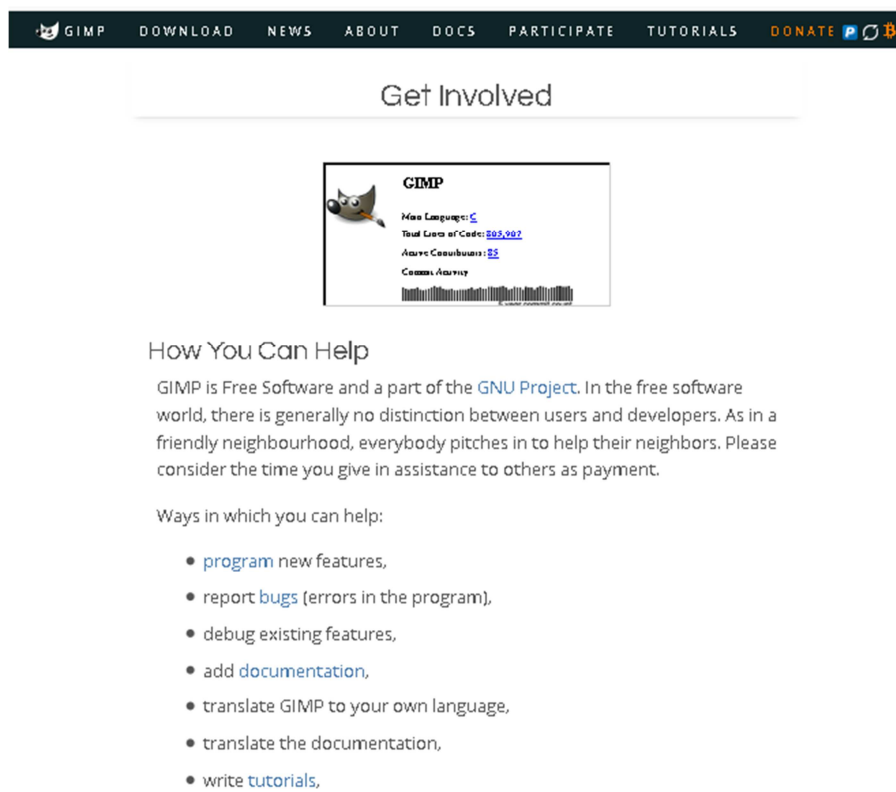 GIMP DOWNLOAD NEWS ABOUT DOCS PARTICIPATE TUTORIALS DONATE
Get Involved
GIMP
Main Language: C
Total Lines of Code: 805,907
Active Contributors: 85
Commit Activity
How You Can Help
GIMP is Free Software and a part of the GNU Project. In the free software
world, there is generally no distinction between users and developers. As in a
friendly neighbourhood, everybody pitches in to help their neighbors. Please
consider the time you give in assistance to others as payment.
Ways in which you can help:
• program new features,
• report bugs (errors in the program),
• debug existing features,
• add documentation,
• translate GIMP to your own language,
• translate the documentation,
• write tutorials,